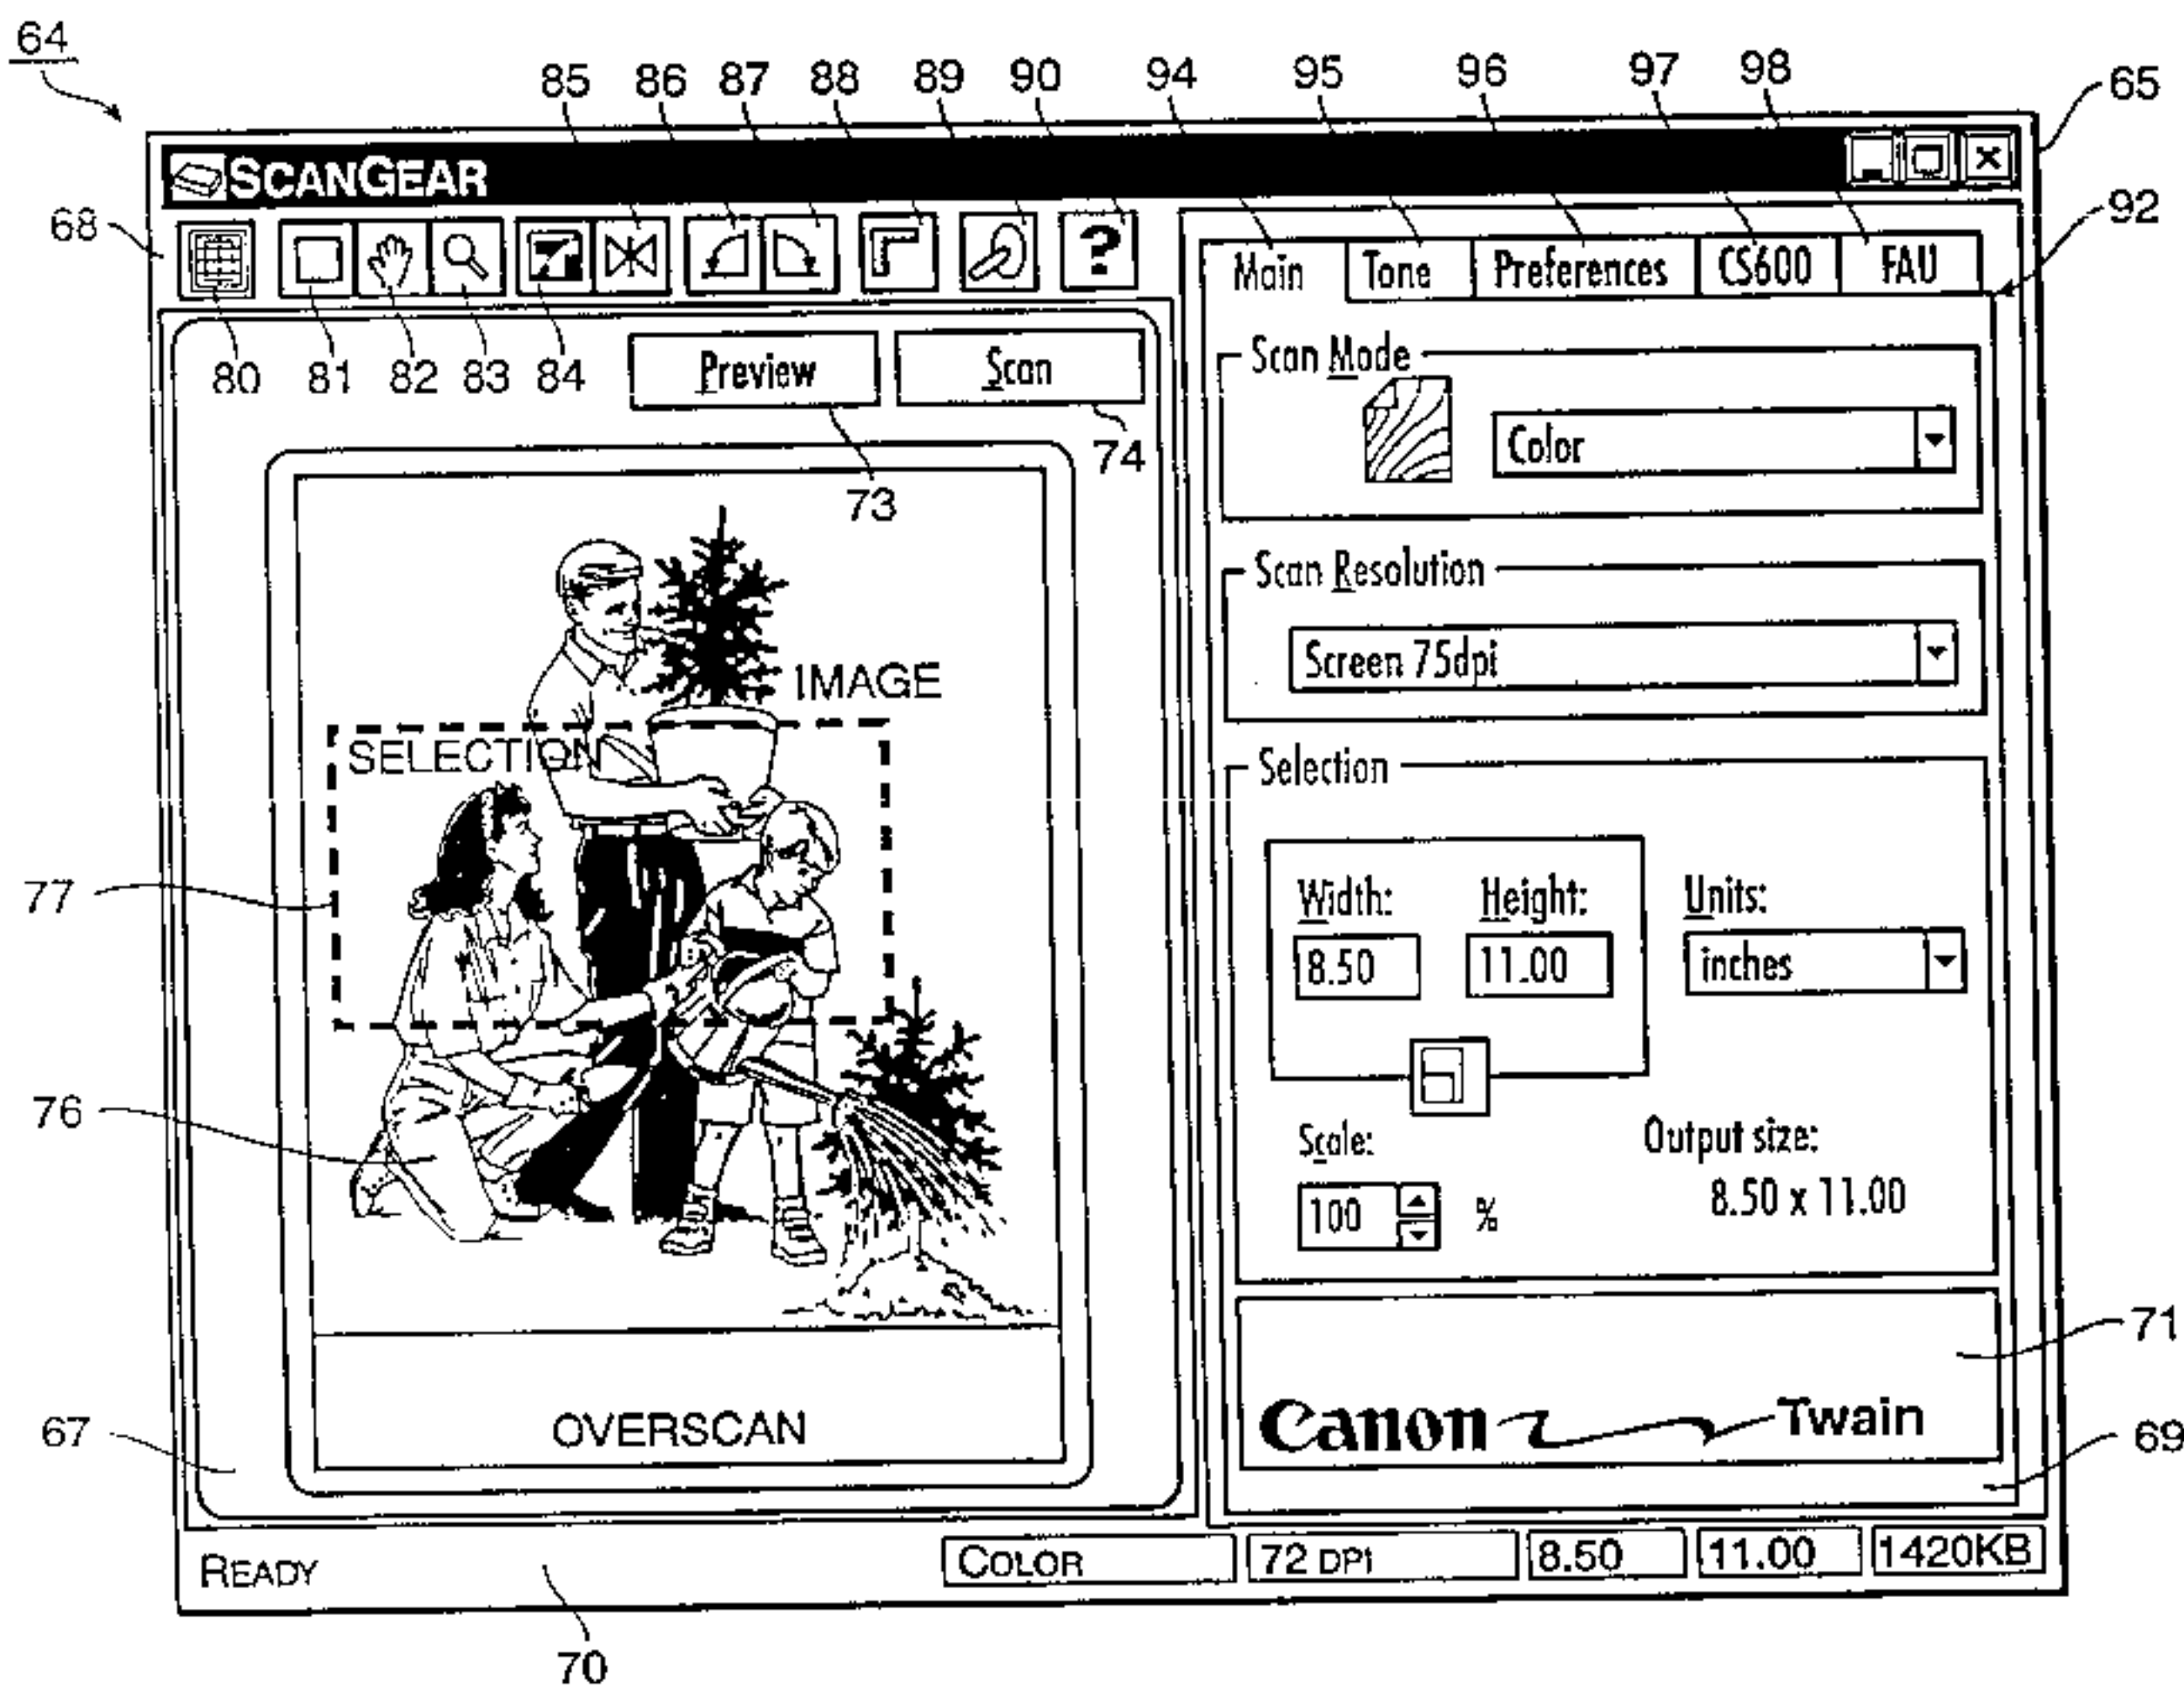 64
85 86 87 88 89 90 94 95 96 97 98
65
SCANGEAR
68
92
?
Main Tone Preferences CS600 FAU
80 81 82 83 84
Preview Scan
73
74
Scan Mode
Color
Scan Resolution
Screen 75dpi
IMAGE
SELECTION
77
76
67
OVERSCAN
Selection
Width: Height: Units:
8.50 11.00 inches
Scale: Output size:
100 % 8.50 x 11.00
71
Canon Twain
69
READY COLOR 72 DPI 8.50 11.00 1420KB
70